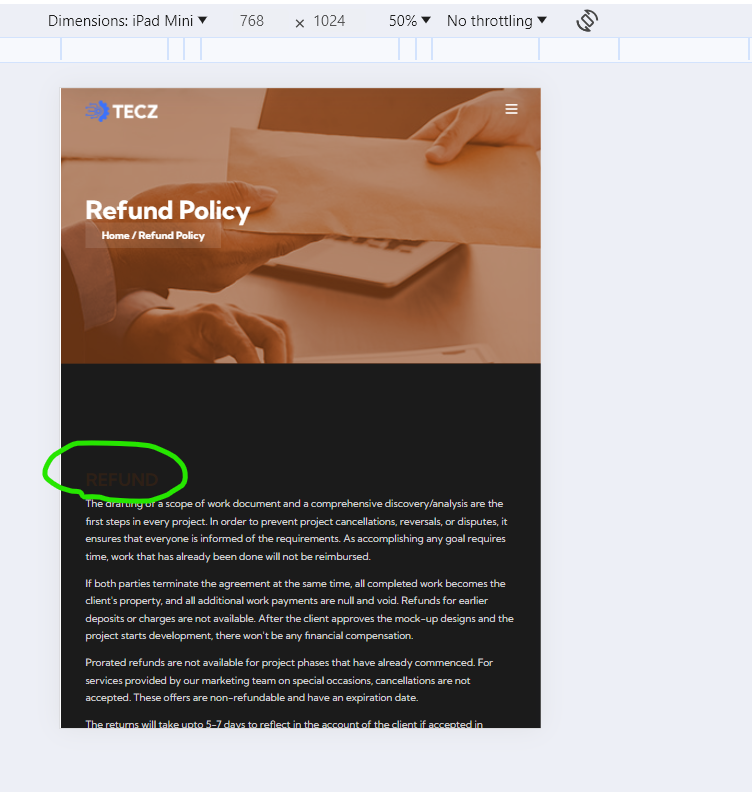 Dimensions: iPad Mini ▼ 768 × 1024 50% ▼ No throttling ▼
TECZ
Refund Policy
Home / Refund Policy
REFUND
The drafting of a scope of work document and a comprehensive discovery/analysis are the
first steps in every project. In order to prevent project cancellations, reversals, or disputes, it
ensures that everyone is informed of the requirements. As accomplishing any goal requires
time, work that has already been done will not be reimbursed.
If both parties terminate the agreement at the same time, all completed work becomes the
client's property, and all additional work payments are null and void. Refunds for earlier
deposits or charges are not available. After the client approves the mock-up designs and the
project starts development, there won't be any financial compensation.
Prorated refunds are not available for project phases that have already commenced. For
services provided by our marketing team on special occasions, cancellations are not
accepted. These offers are non-refundable and have an expiration date.
The returns will take upto 5-7 days to reflect in the account of the client if accepted in